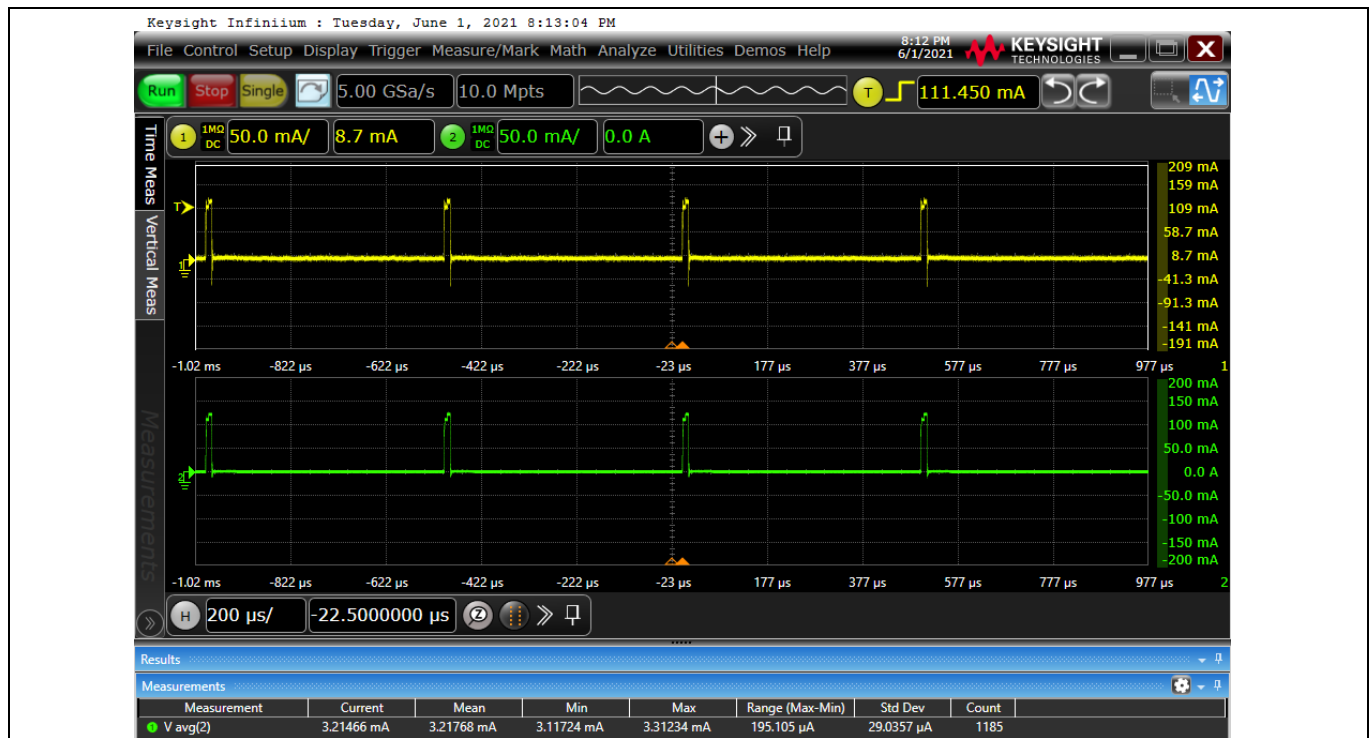 Keysight Infiniium : Tuesday, June 1, 2021 8:13:04 PM
File Control Setup Display Trigger Measure/Mark Math Analyze Utilities Demos Help 8:12 PM 6/1/2021 KEYSIGHT TECHNOLOGIES X
Run Stop Single 5.00 GSa/s 10.0 Mpts T 111.450 mA
1 1MΩ DC 50.0 mA/ 8.7 mA 2 1MΩ DC 50.0 mA/ 0.0 A
Time Meas
Vertical Meas
Measurements
T
1
209 mA
159 mA
109 mA
58.7 mA
8.7 mA
-41.3 mA
-91.3 mA
-141 mA
-191 mA
-1.02 ms -822 µs -622 µs -422 µs -222 µs -23 µs 177 µs 377 µs 577 µs 777 µs 977 µs 1
2
200 mA
150 mA
100 mA
50.0 mA
0.0 A
-50.0 mA
-100 mA
-150 mA
-200 mA
-1.02 ms -822 µs -622 µs -422 µs -222 µs -23 µs 177 µs 377 µs 577 µs 777 µs 977 µs 2
H 200 µs/ -22.5000000 µs Z
Results
Measurements
Measurement Current Mean Min Max Range (Max-Min) Std Dev Count
1 V avg(2) 3.21466 mA 3.21768 mA 3.11724 mA 3.31234 mA 195.105 µA 29.0357 µA 1185